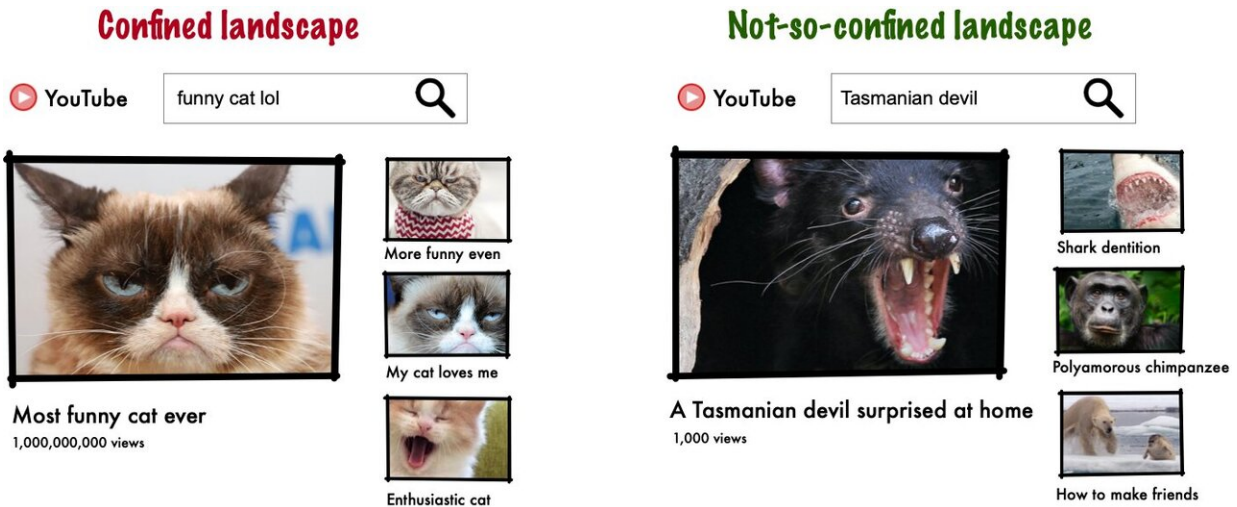 Confined landscape
YouTube
funny cat lol
More funny even
My cat loves me
Most funny cat ever
1,000,000,000 views
Enthusiastic cat
Not-so-confined landscape
YouTube
Tasmanian devil
Shark dentition
Polyamorous chimpanzee
A Tasmanian devil surprised at home
1,000 views
How to make friends